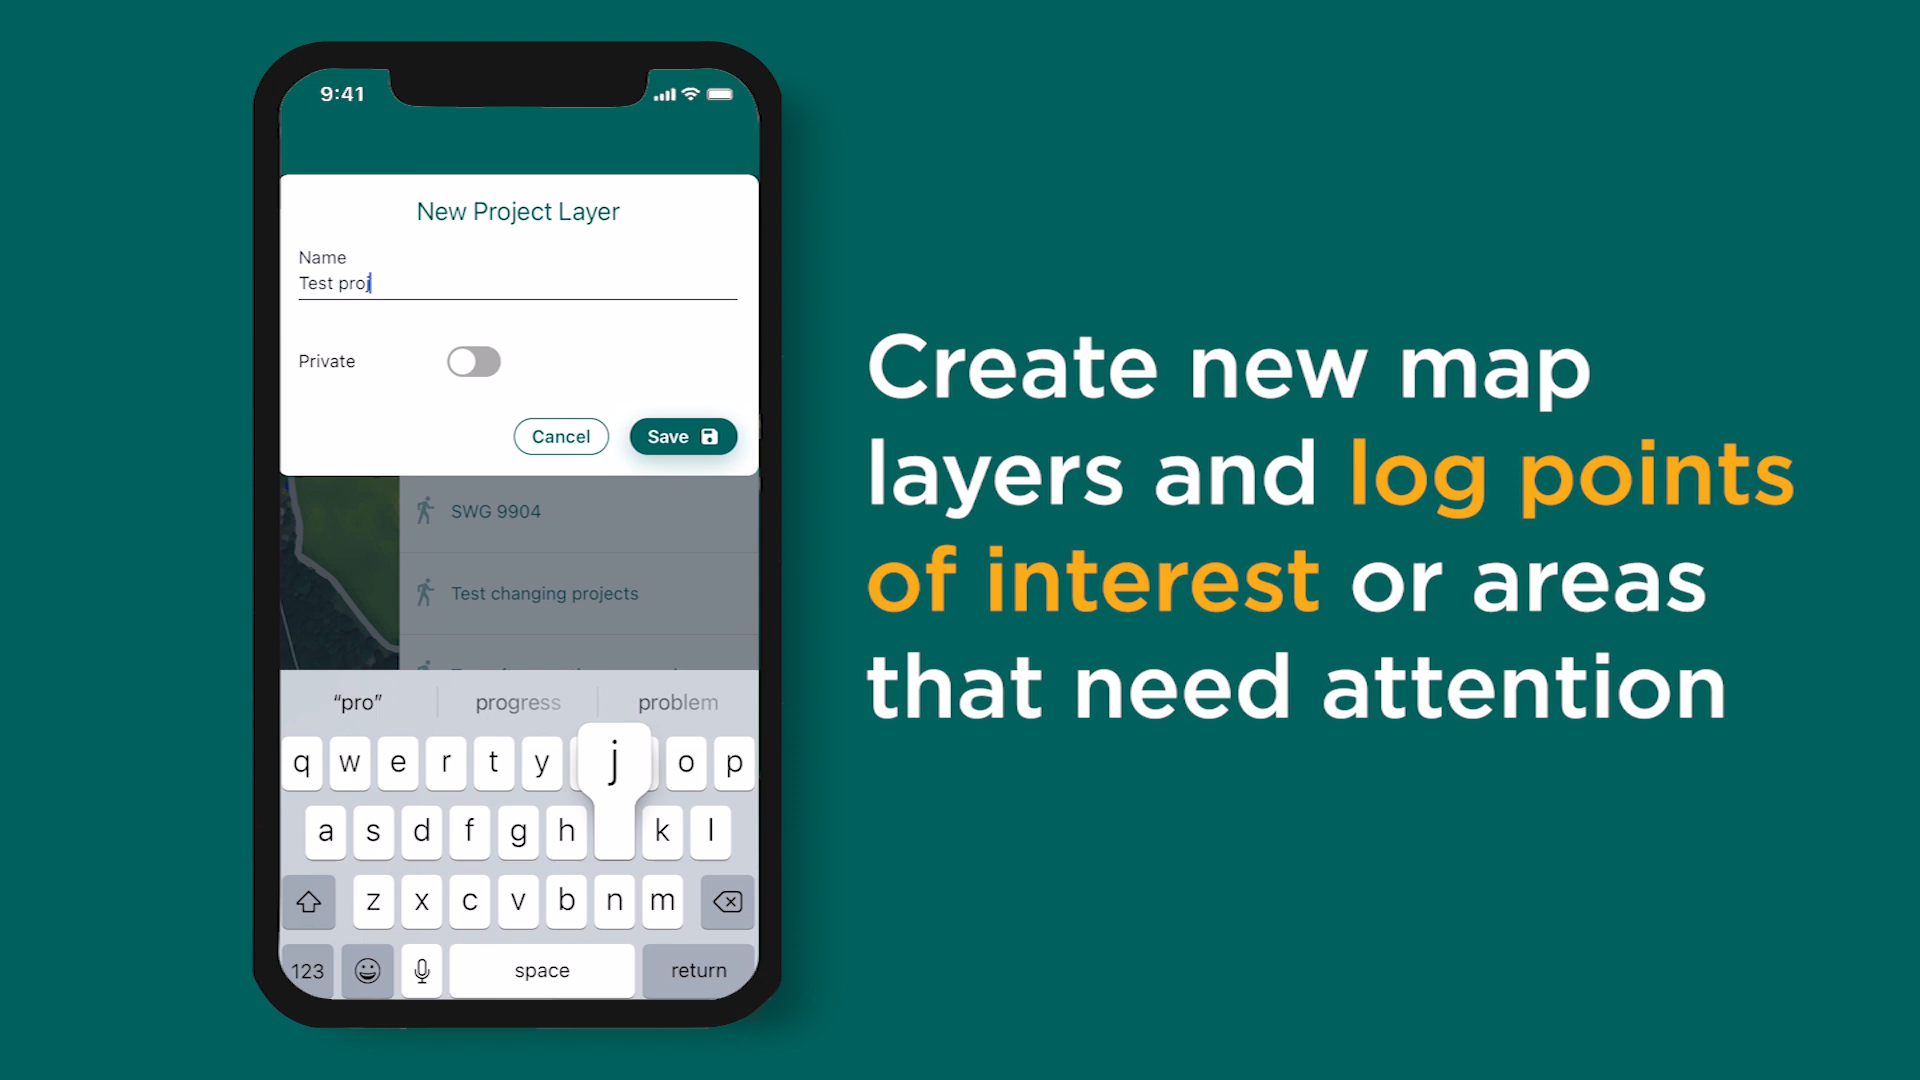 9:41
New Project Layer
Name
Test proj
Private
Cancel
Save
SWG 9904
Test changing projects
"pro"
progress
problem
q w e r t y j o p
a s d f g h k l
z x c v b n m
123
space
return
Create new map
layers and log points
of interest or areas
that need attention